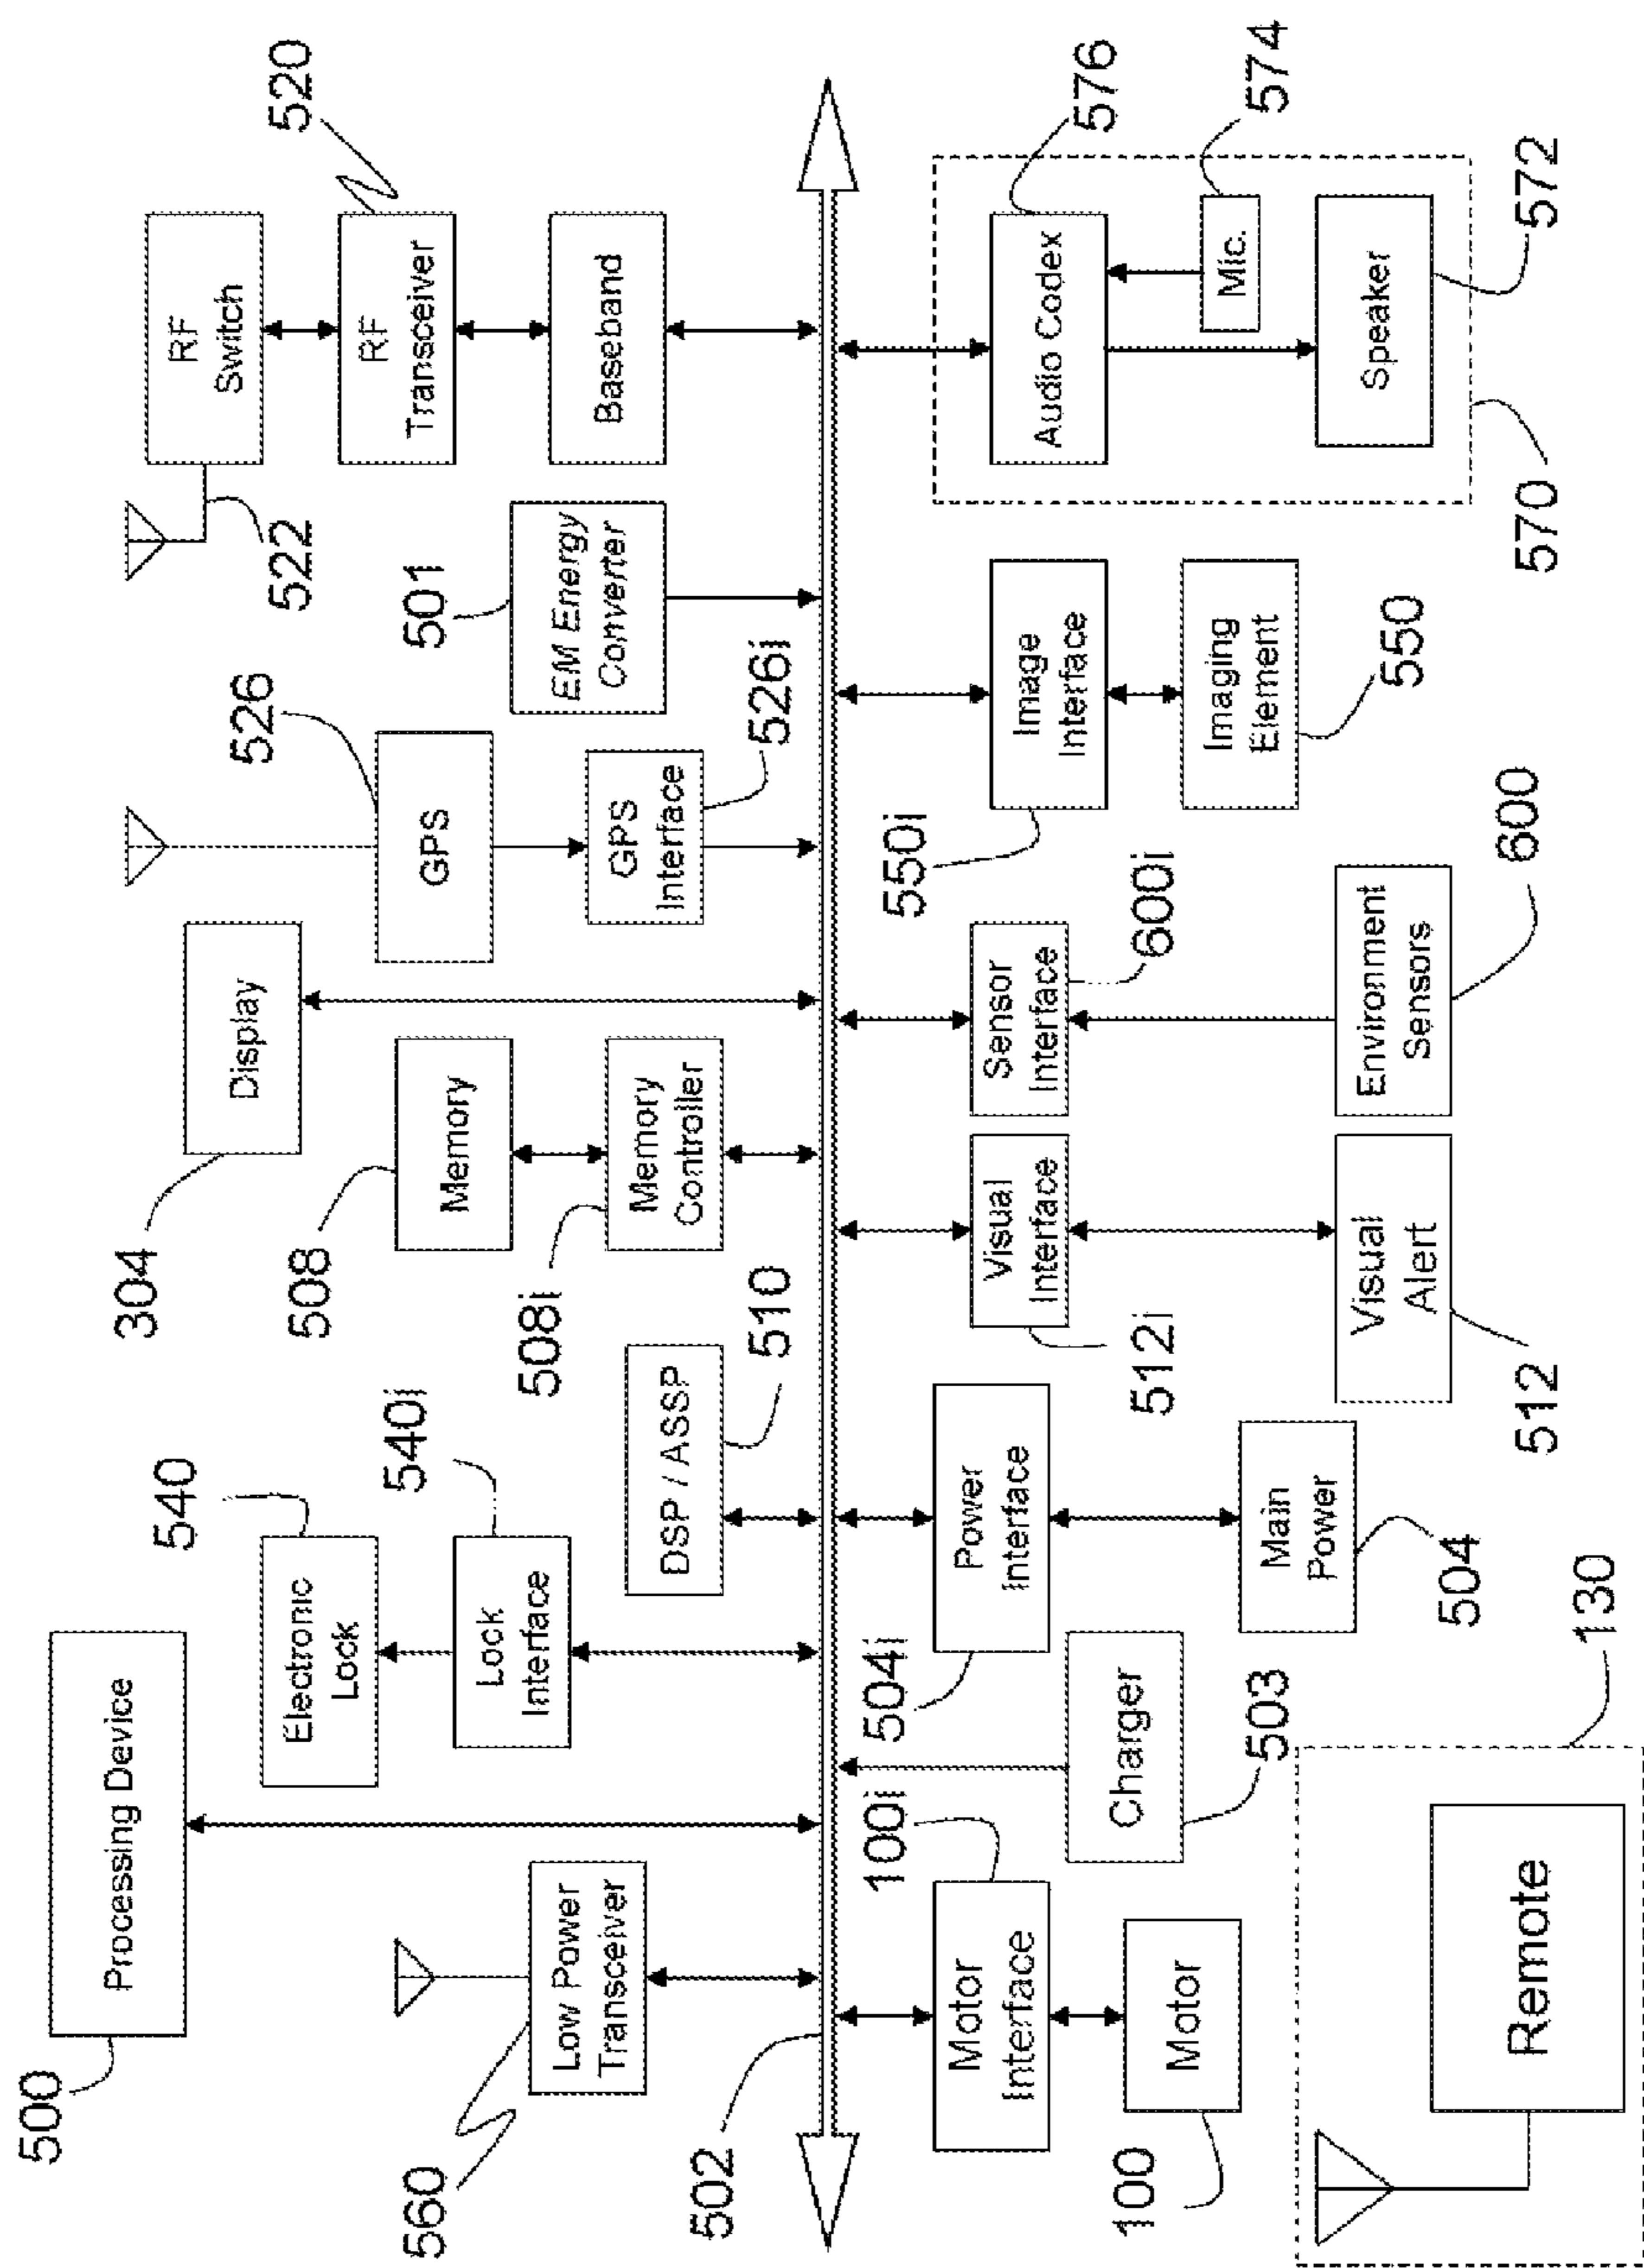 500
Processing Device
540
Electronic
Lock
540i
Lock
Interface
560
Low Power
Transceiver
DSP / ASSP
510
304
Display
508
Memory
508i
Memory
Controller
526
GPS
GPS
Interface
526i
501
EM Energy
Converter
522
RF
Switch
520
RF
Transceiver
Baseband
502
100i
Motor
Interface
100
Motor
Charger
503
504i
Power
Interface
Main
Power
504
Visual
Interface
512i
Visual
Alert
512
Sensor
Interface
600i
Environment
Sensors
600
550i
Image
Interface
Imaging
Element
550
576
Audio Codex
574
Mic.
Speaker
572
570
130
Remote